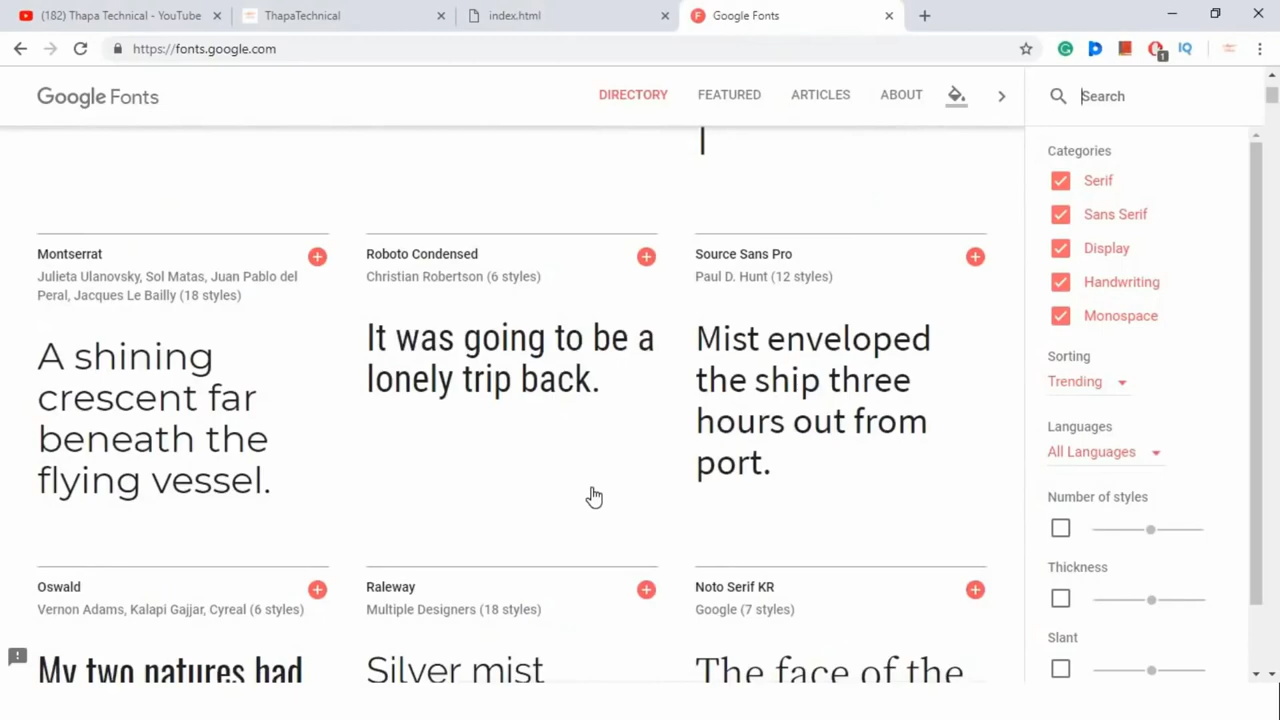 (182) Thapa Technical - YouTube
ThapaTechnical
index.html
Google Fonts
https://fonts.google.com
1
IQ
Google Fonts
DIRECTORY
FEATURED
ARTICLES
ABOUT
Search
Montserrat
Julieta Ulanovsky, Sol Matas, Juan Pablo del
Peral, Jacques Le Bailly (18 styles)
A shining
crescent far
beneath the
flying vessel.
Roboto Condensed
Christian Robertson (6 styles)
It was going to be a
lonely trip back.
Source Sans Pro
Paul D. Hunt (12 styles)
Mist enveloped
the ship three
hours out from
port.
Oswald
Vernon Adams, Kalapi Gajjar, Cyreal (6 styles)
My two natures had
Raleway
Multiple Designers (18 styles)
Silver mist
Noto Serif KR
Google (7 styles)
The face of the
Categories
Serif
Sans Serif
Display
Handwriting
Monospace
Sorting
Trending
Languages
All Languages
Number of styles
Thickness
Slant